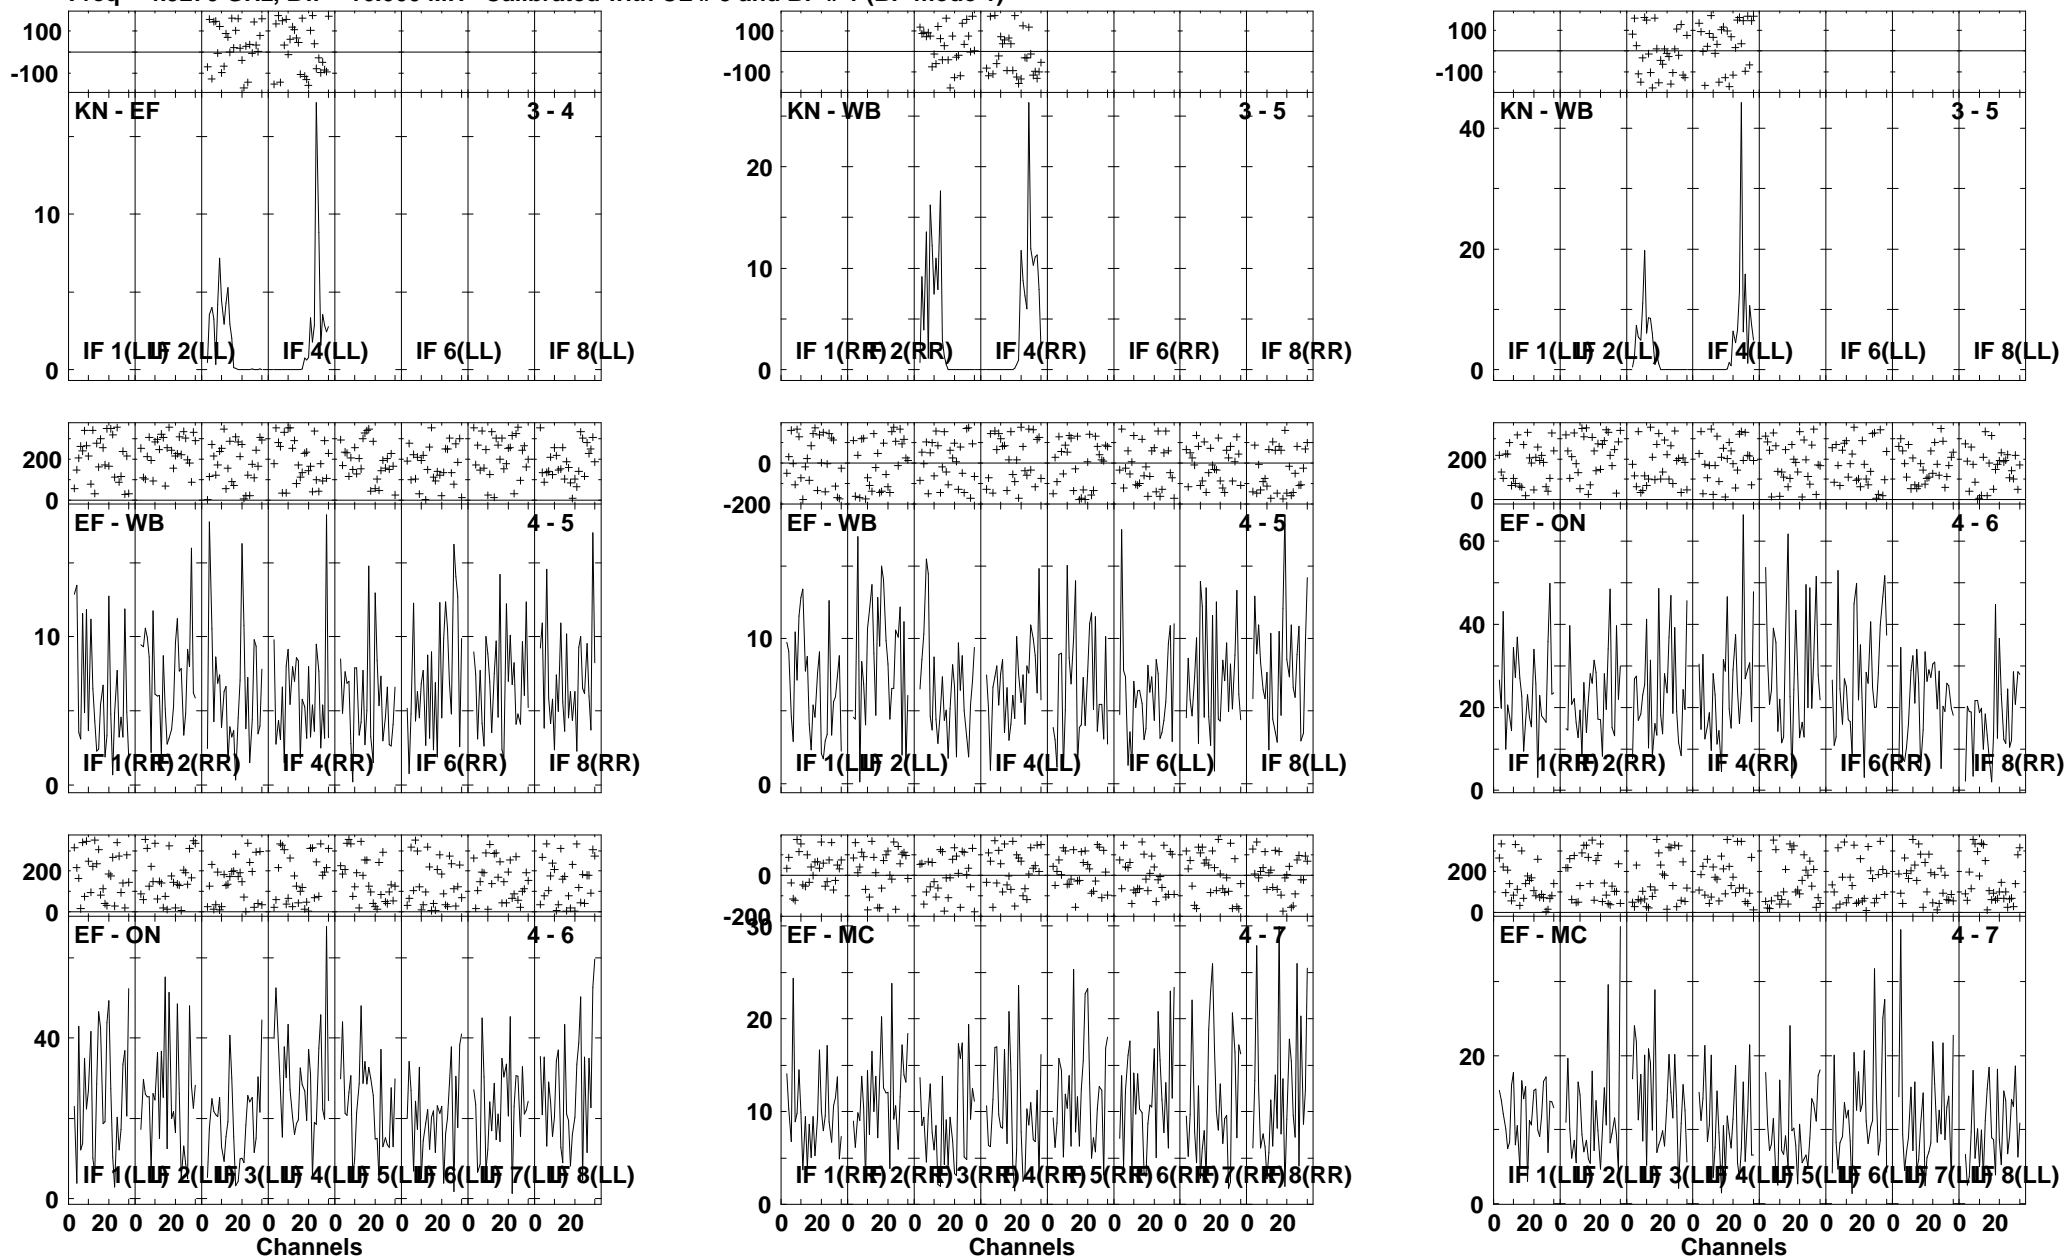 100 100 100
-100 -100 -100
KN - EF 3 - 4 KN - WB 3 - 5 KN - WB 3 - 5
40
20
10 20
10
0 0 0
IF 1(LL) IF 2(LL) IF 4(LL) IF 6(LL) IF 8(LL) IF 1(RR) IF 2(RR) IF 4(RR) IF 6(RR) IF 8(RR) IF 1(LL) IF 2(LL) IF 4(LL) IF 6(LL) IF 8(LL)
200 0 200
0 -200 0
EF - WB 4 - 5 EF - WB 4 - 5 EF - ON 4 - 6
60
10 10 40
20
0 0 0
IF 1(RR) IF 2(RR) IF 4(RR) IF 6(RR) IF 8(RR) IF 1(LL) IF 2(LL) IF 4(LL) IF 6(LL) IF 8(LL) IF 1(RR) IF 2(RR) IF 4(RR) IF 6(RR) IF 8(RR)
200 0 200
0 -200 0
EF - ON 4 - 6 EF - MC 4 - 7 EF - MC 4 - 7
30
40 20 20
10
0 0 0
IF 1(LL) IF 2(LL) IF 3(LL) IF 4(LL) IF 5(LL) IF 6(LL) IF 7(LL) IF 8(LL) IF 1(RR) IF 2(RR) IF 3(RR) IF 4(RR) IF 5(RR) IF 6(RR) IF 7(RR) IF 8(RR) IF 1(LL) IF 2(LL) IF 3(LL) IF 4(LL) IF 5(LL) IF 6(LL) IF 7(LL) IF 8(LL)
0 20 0 20 0 20 0 20 0 20 0 20 0 20 0 20 0 20 0 20 0 20 0 20 0 20 0 20 0 20 0 20 0 20 0 20 0 20 0 20 0 20 0 20 0 20 0 20
Channels Channels Channels